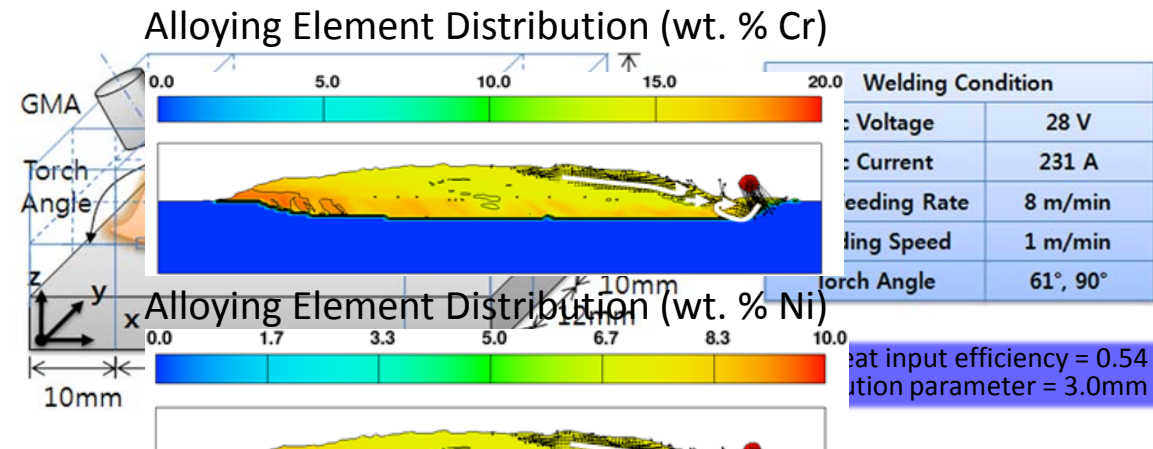 Alloying Element Distribution (wt. % Cr)
0.0 5.0 10.0 15.0 20.0
GMA
Torch
Angle
z
y
x
10mm
10mm
12mm
Welding Condition
Voltage 28 V
Current 231 A
eeding Rate 8 m/min
ding Speed 1 m/min
Torch Angle 61°, 90°
Alloying Element Distribution (wt. % Ni)
0.0 1.7 3.3 5.0 6.7 8.3 10.0
eat input efficiency = 0.54
ution parameter = 3.0mm